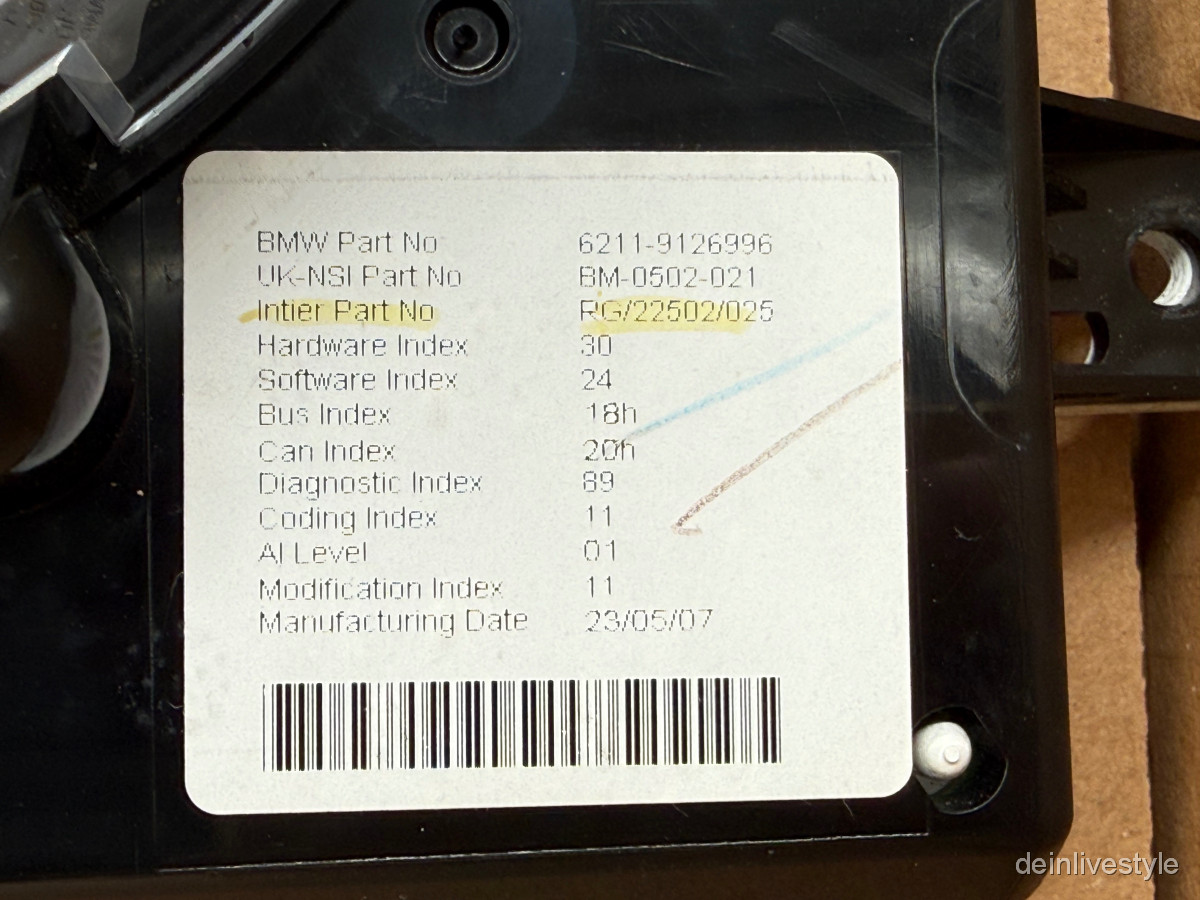 BMW Part No 6211-9126996
UK-NSI Part No BM-0502-021
Intier Part No RG/22502/025
Hardware Index 30
Software Index 24
Bus Index 18h
Can Index 20h
Diagnostic Index 89
Coding Index 11
AI Level 01
Modification Index 11
Manufacturing Date 23/05/07
deinlivestyle